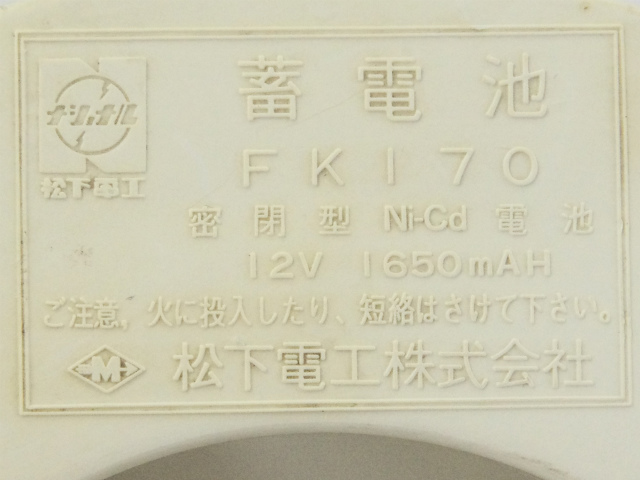 蓄電池
ナショナル
松下電工
FK170
密閉型 Ni-Cd 電池
12V 1650mAH
ご注意, 火に投入したり、短絡はさけて下さい。
M 松下電工株式会社